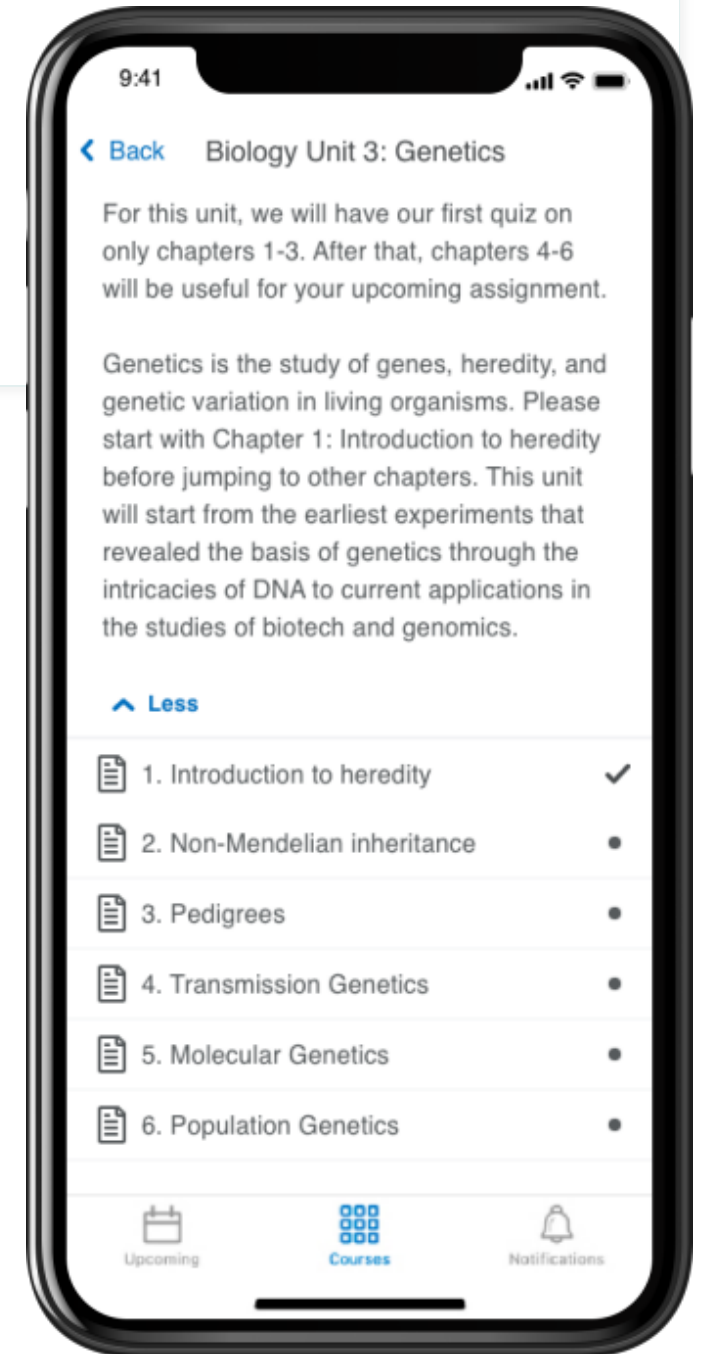 9:41
Back Biology Unit 3: Genetics
For this unit, we will have our first quiz on
only chapters 1-3. After that, chapters 4-6
will be useful for your upcoming assignment.
Genetics is the study of genes, heredity, and
genetic variation in living organisms. Please
start with Chapter 1: Introduction to heredity
before jumping to other chapters. This unit
will start from the earliest experiments that
revealed the basis of genetics through the
intricacies of DNA to current applications in
the studies of biotech and genomics.
Less
1. Introduction to heredity
2. Non-Mendelian inheritance
3. Pedigrees
4. Transmission Genetics
5. Molecular Genetics
6. Population Genetics
Upcoming Courses Notifications